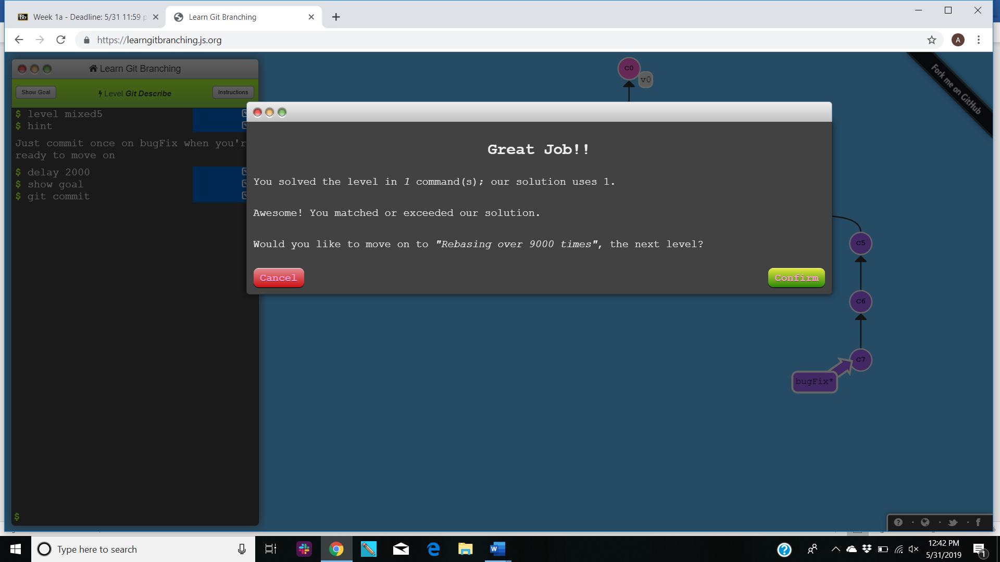 Bb Week 1a - Deadline: 5/31 11:59 p
Learn Git Branching
https://learngitbranching.js.org
A
Learn Git Branching
Show Goal
Level Git Describe
Instructions
$ level mixed5
$ hint
Just commit once on bugFix when you'r
ready to move on
$ delay 2000
$ show goal
$ git commit
$
C0
v0
Fork me on GitHub
Great Job!!
You solved the level in 1 command(s); our solution uses 1.
Awesome! You matched or exceeded our solution.
Would you like to move on to "Rebasing over 9000 times", the next level?
Cancel
Confirm
C5
C6
C7
bugFix*
Type here to search
12:42 PM
5/31/2019
1